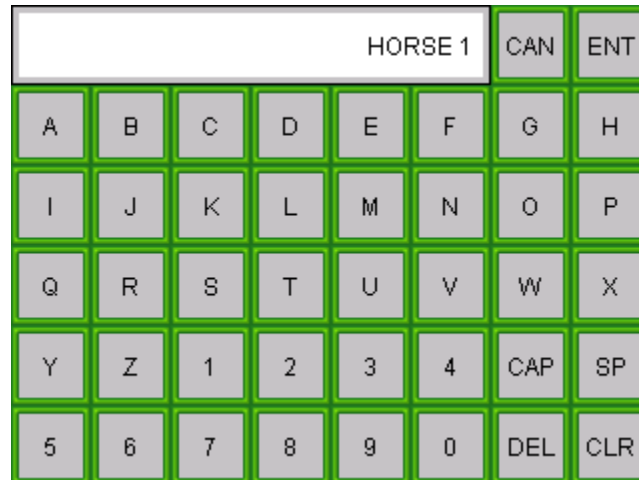 HORSE 1 CAN ENT
A B C D E F G H
I J K L M N O P
Q R S T U V W X
Y Z 1 2 3 4 CAP SP
5 6 7 8 9 0 DEL CLR